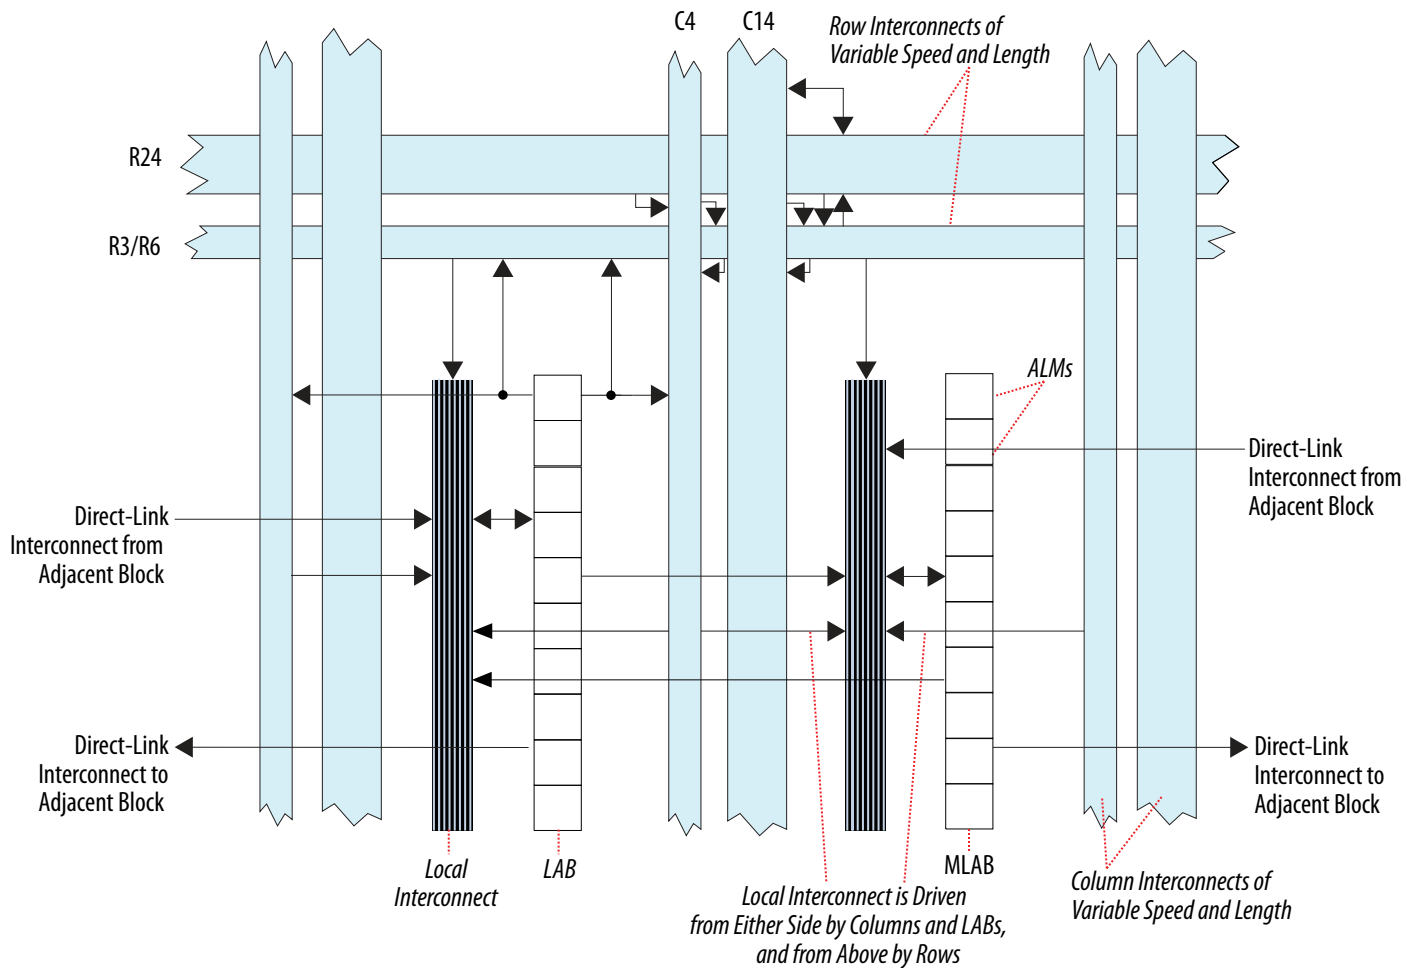 C4
C14
Row Interconnects of
Variable Speed and Length
R24
R3/R6
ALMs
Direct-Link
Interconnect from
Adjacent Block
Direct-Link
Interconnect from
Adjacent Block
Direct-Link
Interconnect to
Adjacent Block
Direct-Link
Interconnect to
Adjacent Block
Local
Interconnect
LAB
MLAB
Local Interconnect is Driven
from Either Side by Columns and LABs,
and from Above by Rows
Column Interconnects of
Variable Speed and Length